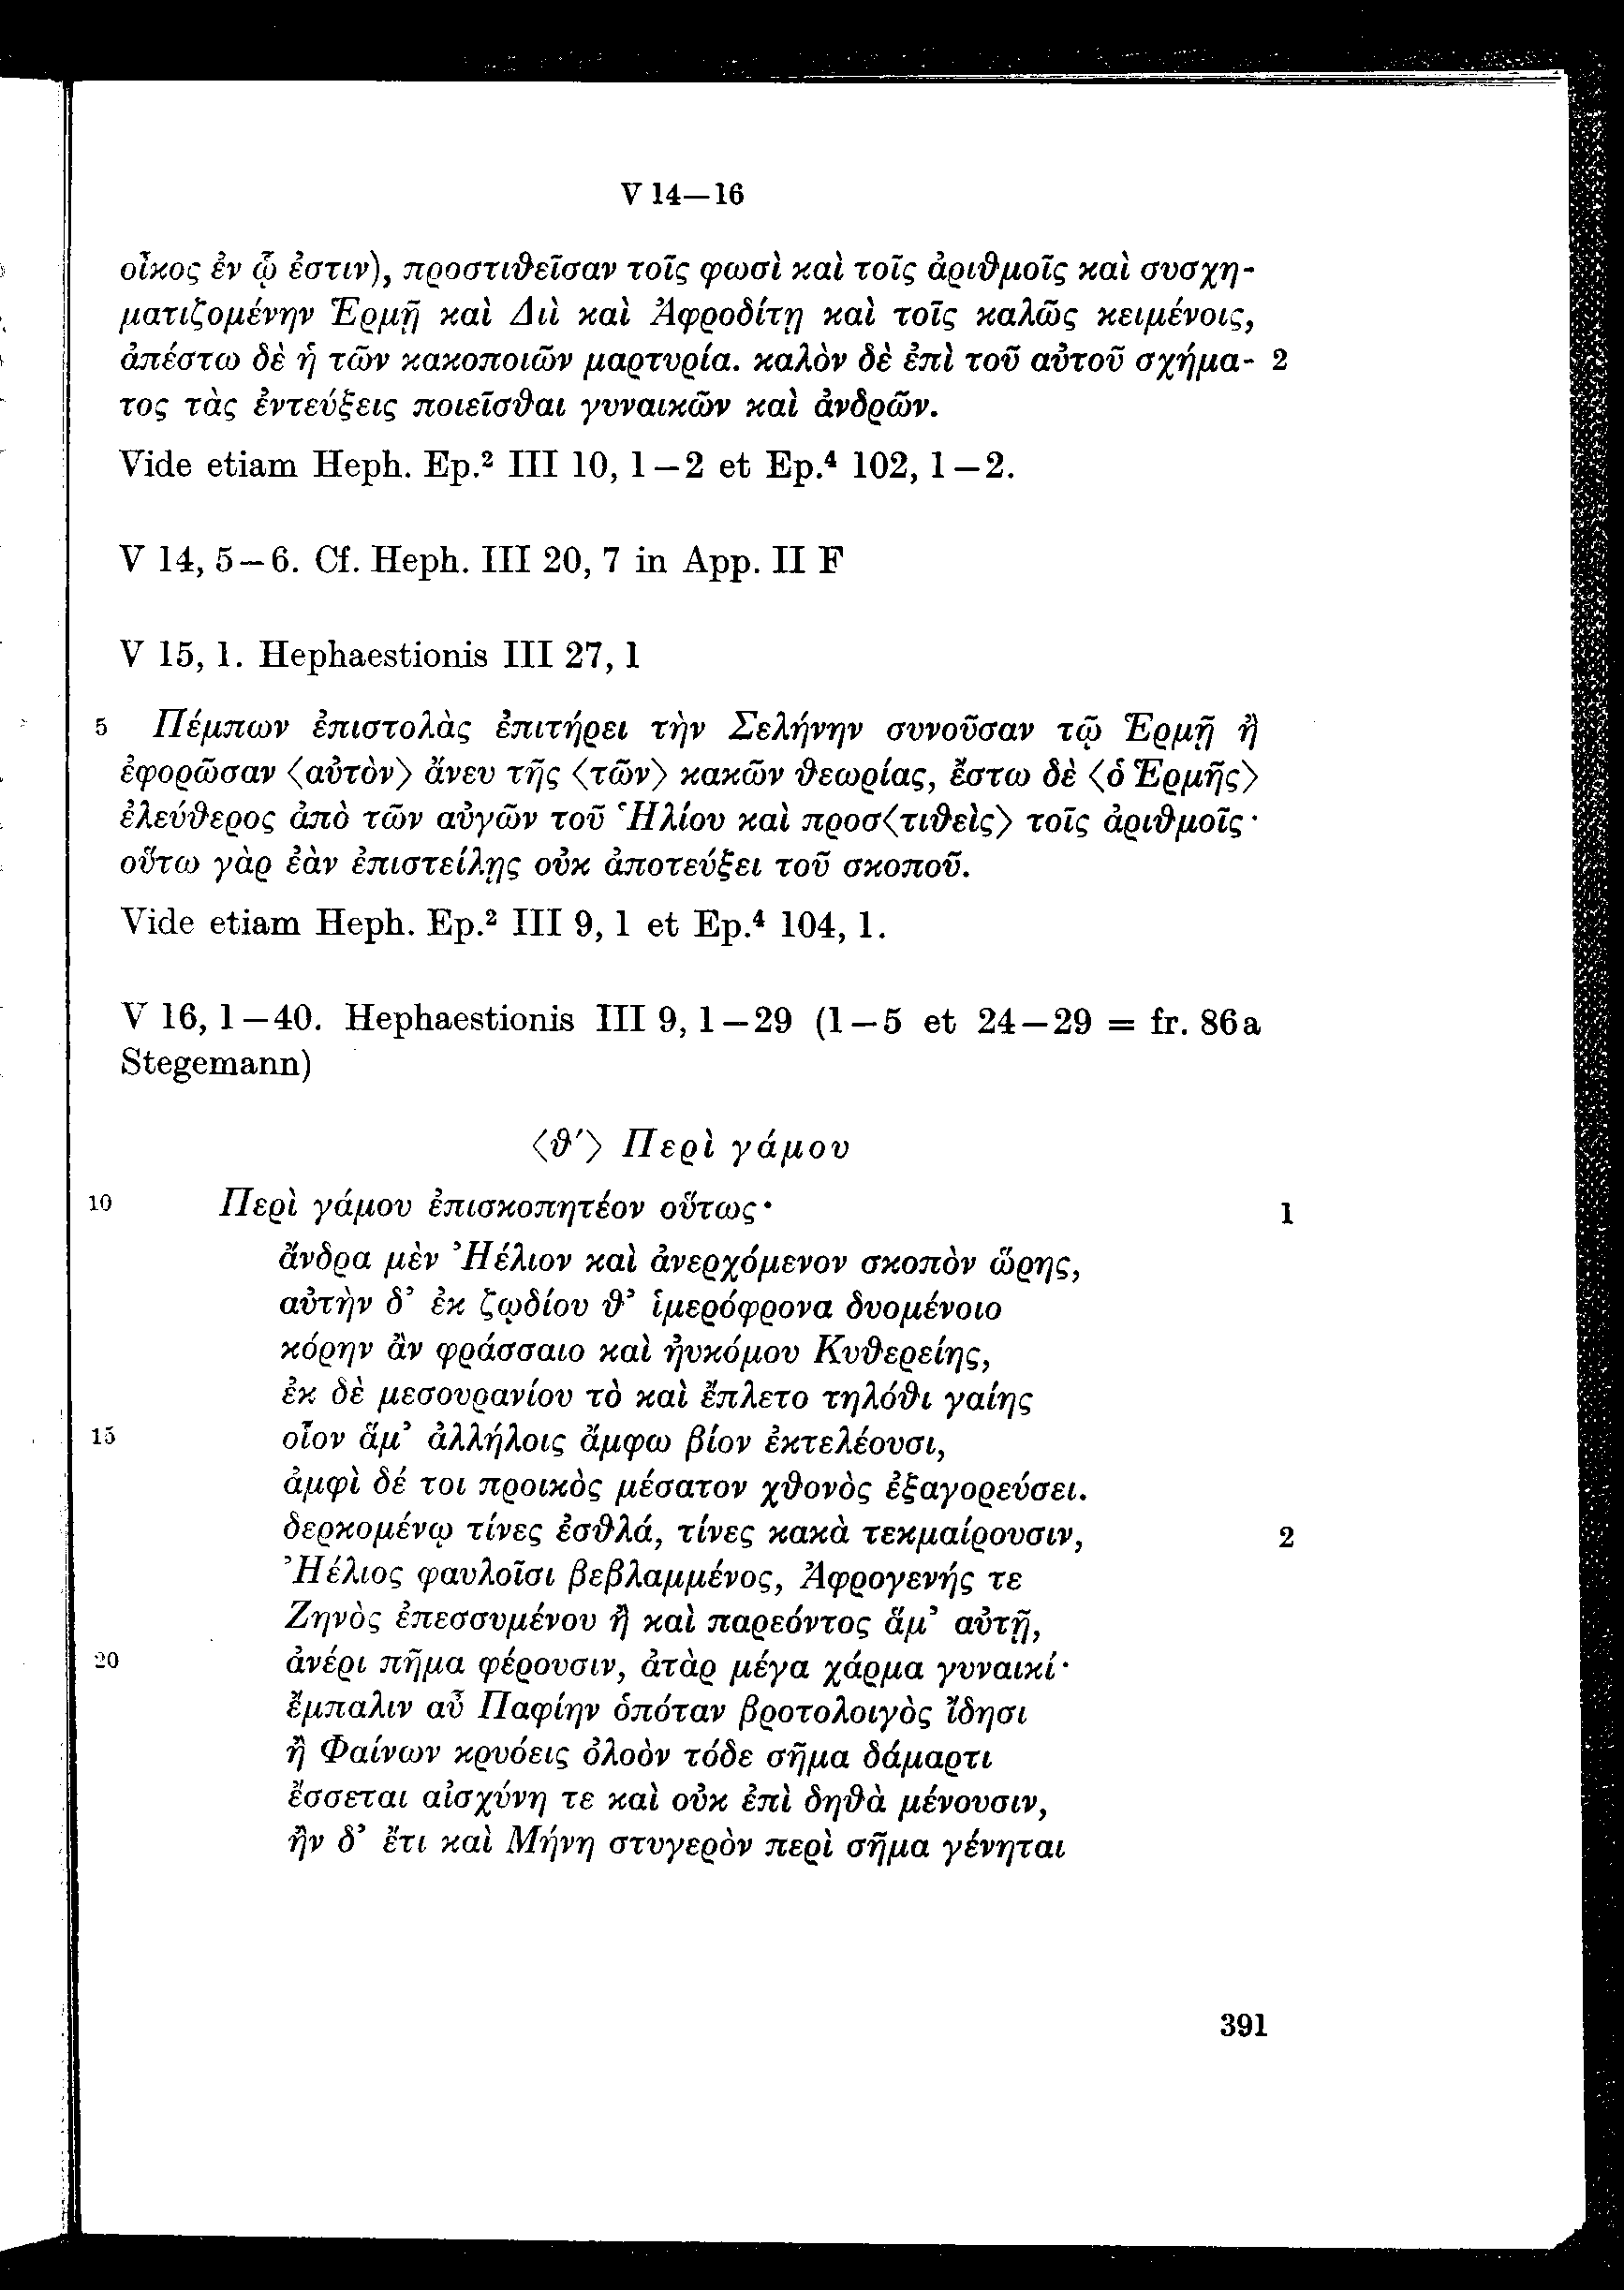 V 14—16
οἶκος ἐν ᾧ ἐστιν), προστιθεῖσαν τοῖς φωσὶ καὶ τοῖς ἀριθμοῖς καὶ συσχη-
ματιζομένην Ἑρμῇ καὶ Διὶ καὶ Ἀφροδίτῃ καὶ τοῖς καλῶς κειμένοις,
ἀπέστω δὲ ἡ τῶν κακοποιῶν μαρτυρία. καλὸν δὲ ἐπὶ τοῦ αὐτοῦ σχήμα- 2
τος τὰς ἐντεύξεις ποιεῖσθαι γυναικῶν καὶ ἀνδρῶν.
Vide etiam Heph. Ep.² III 10, 1—2 et Ep.⁴ 102, 1—2.
V 14, 5—6. Cf. Heph. III 20, 7 in App. II F
V 15, 1. Hephaestionis III 27, 1
5 Πέμπων ἐπιστολὰς ἐπιτήρει τὴν Σελήνην συνοῦσαν τῷ Ἑρμῇ ἢ
ἐφορῶσαν ⟨αὐτὸν⟩ ἄνευ τῆς ⟨τῶν⟩ κακῶν θεωρίας, ἔστω δὲ ⟨ὁ Ἑρμῆς⟩
ἐλεύθερος ἀπὸ τῶν αὐγῶν τοῦ Ἡλίου καὶ προσ⟨τιθεὶς⟩ τοῖς ἀριθμοῖς·
οὕτω γὰρ ἐὰν ἐπιστείλῃς οὐκ ἀποτεύξει τοῦ σκοποῦ.
Vide etiam Heph. Ep.² III 9, 1 et Ep.⁴ 104, 1.
V 16, 1—40. Hephaestionis III 9, 1—29 (1—5 et 24—29 = fr. 86a
Stegemann)
⟨θ′⟩ Περὶ γάμου
10 Περὶ γάμου ἐπισκοπητέον οὕτως· 1
ἄνδρα μὲν Ἠέλιον καὶ ἀνερχόμενον σκοπὸν ὥρης,
αὐτὴν δ’ ἐκ ζῳδίου θ’ ἱμερόφρονα δυομένοιο
κόρην ἂν φράσσαιο καὶ ἠυκόμου Κυθερείης,
ἐκ δὲ μεσουρανίου τὸ καὶ ἔπλετο τηλόθι γαίης
15 οἷον ἅμ’ ἀλλήλοις ἄμφω βίον ἐκτελέουσι,
ἀμφὶ δέ τοι προικὸς μέσατον χθονὸς ἐξαγορεύσει.
δερκομένῳ τίνες ἐσθλά, τίνες κακὰ τεκμαίρουσιν, 2
Ἠέλιος φαυλοῖσι βεβλαμμένος, Ἀφρογενής τε
Ζηνὸς ἐπεσσυμένου ἢ καὶ παρεόντος ἅμ’ αὐτῇ,
20 ἀνέρι πῆμα φέρουσιν, ἀτὰρ μέγα χάρμα γυναικί·
ἔμπαλιν αὖ Παφίην ὁπόταν βροτολοιγὸς ἴδησι
ἢ Φαίνων κρυόεις ὀλοὸν τόδε σῆμα δάμαρτι
ἔσσεται αἰσχύνη τε καὶ οὐκ ἐπὶ δηθὰ μένουσιν,
ἢν δ’ ἔτι καὶ Μήνη στυγερὸν περὶ σῆμα γένηται
391